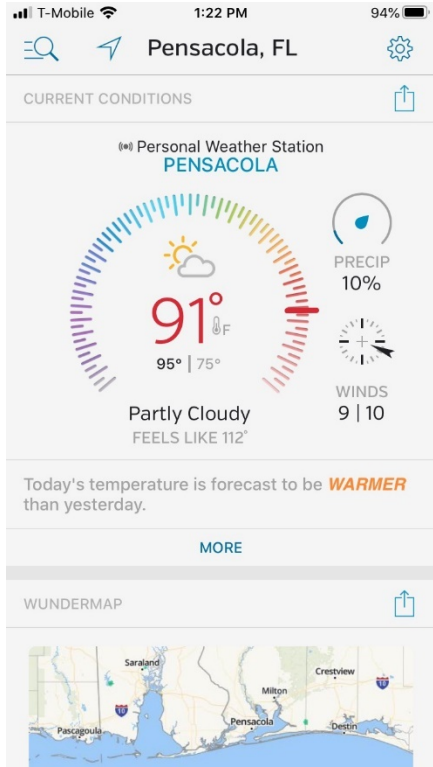 T-Mobile 1:22 PM 94%
Pensacola, FL
CURRENT CONDITIONS
Personal Weather Station
PENSACOLA
91°
F
95° | 75°
Partly Cloudy
FEELS LIKE 112°
PRECIP
10%
WINDS
9 | 10
Today's temperature is forecast to be WARMER
than yesterday.
MORE
WUNDERMAP
Saraland
Crestview
10
Milton
10
Pensacola
Destin
Pascagoula